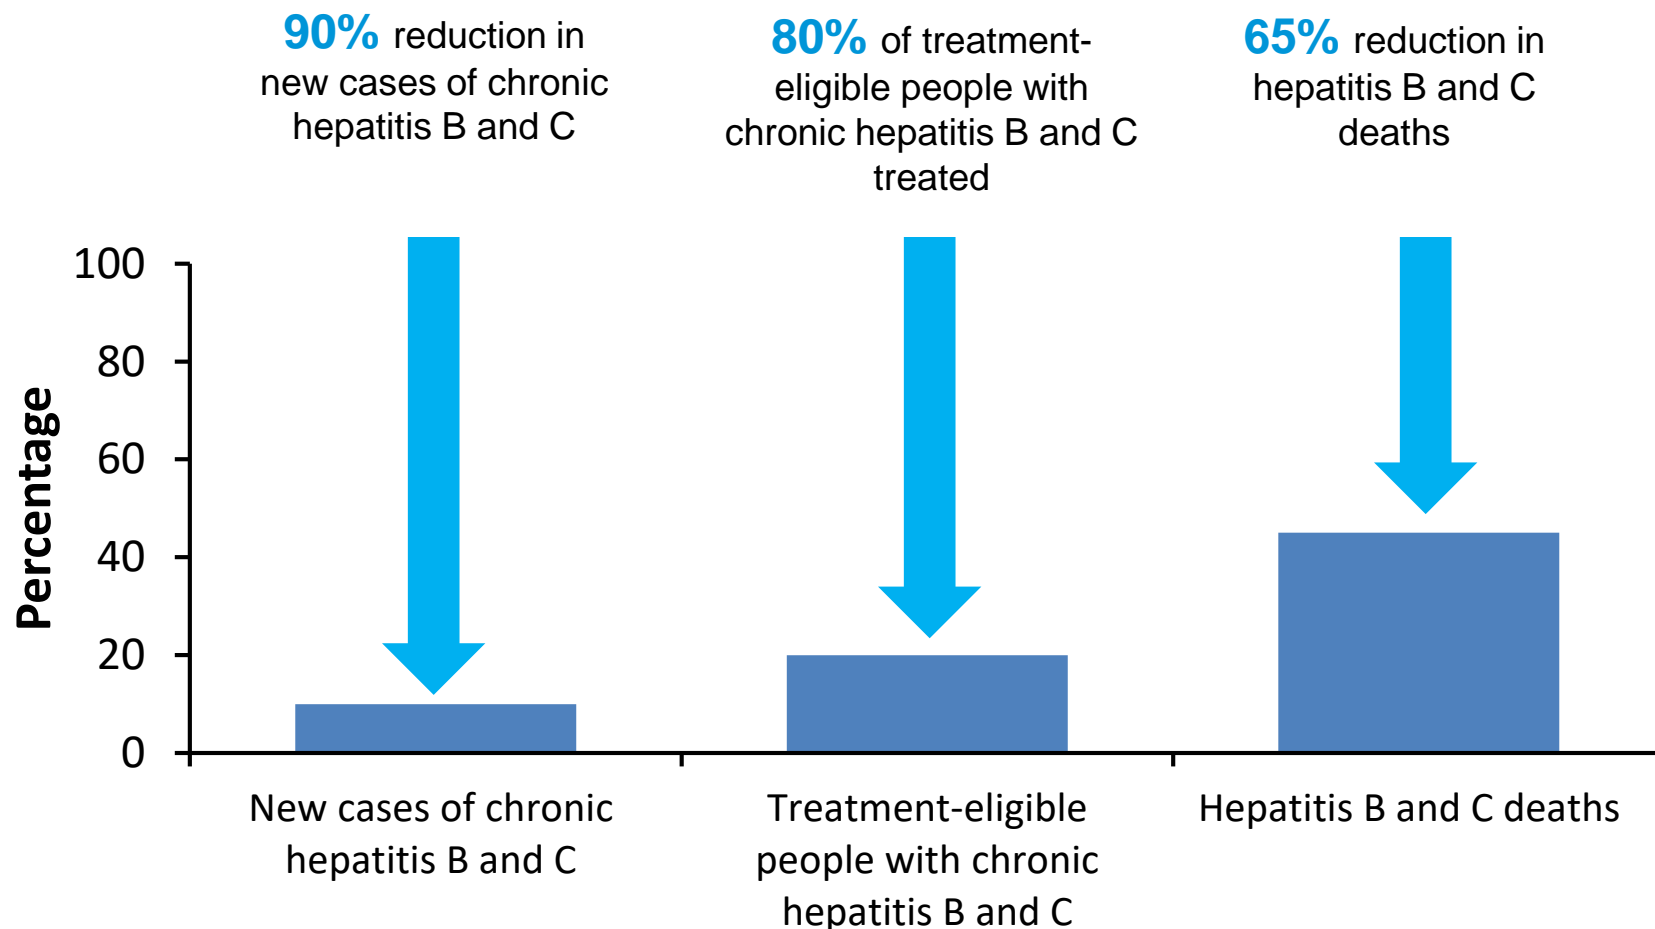 90% reduction in
new cases of chronic
hepatitis B and C
80% of treatment-
eligible people with
chronic hepatitis B and C
treated
65% reduction in
hepatitis B and C
deaths
Percentage
100
80
60
40
20
0
New cases of chronic
hepatitis B and C
Treatment-eligible
people with chronic
hepatitis B and C
Hepatitis B and C deaths